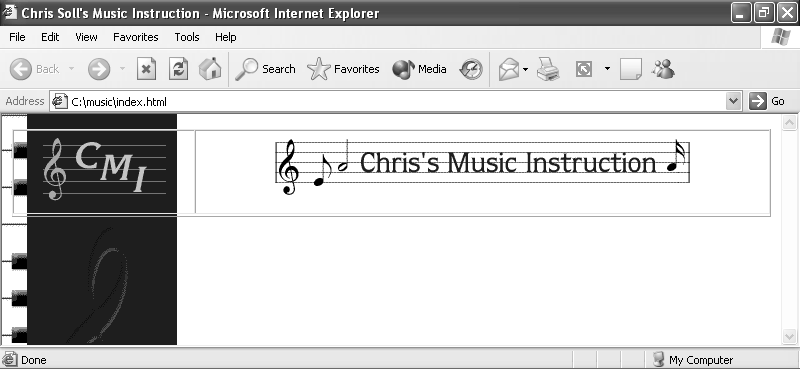 Chris Soll's Music Instruction - Microsoft Internet Explorer
File Edit View Favorites Tools Help
Back Search Favorites Media
Address C:\music\index.html Go
CMI
Chris's Music Instruction
Done My Computer